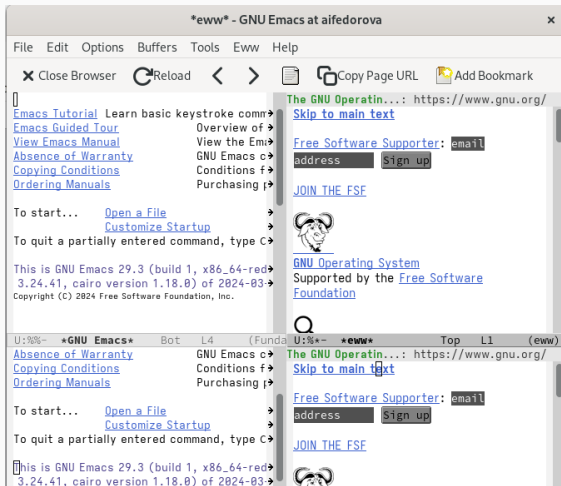 *eww* - GNU Emacs at aifedorova
File Edit Options Buffers Tools Eww Help
Close Browser Reload Copy Page URL Add Bookmark
Emacs Tutorial Learn basic keystroke comm
Emacs Guided Tour Overview of
View Emacs Manual View the Ema
Absence of Warranty GNU Emacs c
Copying Conditions Conditions f
Ordering Manuals Purchasing p
To start... Open a File
Customize Startup
To quit a partially entered command, type C
This is GNU Emacs 29.3 (build 1, x86_64-red
3.24.41, cairo version 1.18.0) of 2024-03-
Copyright (C) 2024 Free Software Foundation, Inc.
U:%%- *GNU Emacs* Bot L4 (Funda
The GNU Operatin...: https://www.gnu.org/
Skip to main text
Free Software Supporter: email
address Sign up
JOIN THE FSF
GNU Operating System
Supported by the Free Software
Foundation
U:%*- *eww* Top L1 (eww)
Absence of Warranty GNU Emacs c
Copying Conditions Conditions f
Ordering Manuals Purchasing p
To start... Open a File
Customize Startup
To quit a partially entered command, type C
This is GNU Emacs 29.3 (build 1, x86_64-red
3.24.41, cairo version 1.18.0) of 2024-03-
The GNU Operatin...: https://www.gnu.org/
Skip to main text
Free Software Supporter: email
address Sign up
JOIN THE FSF